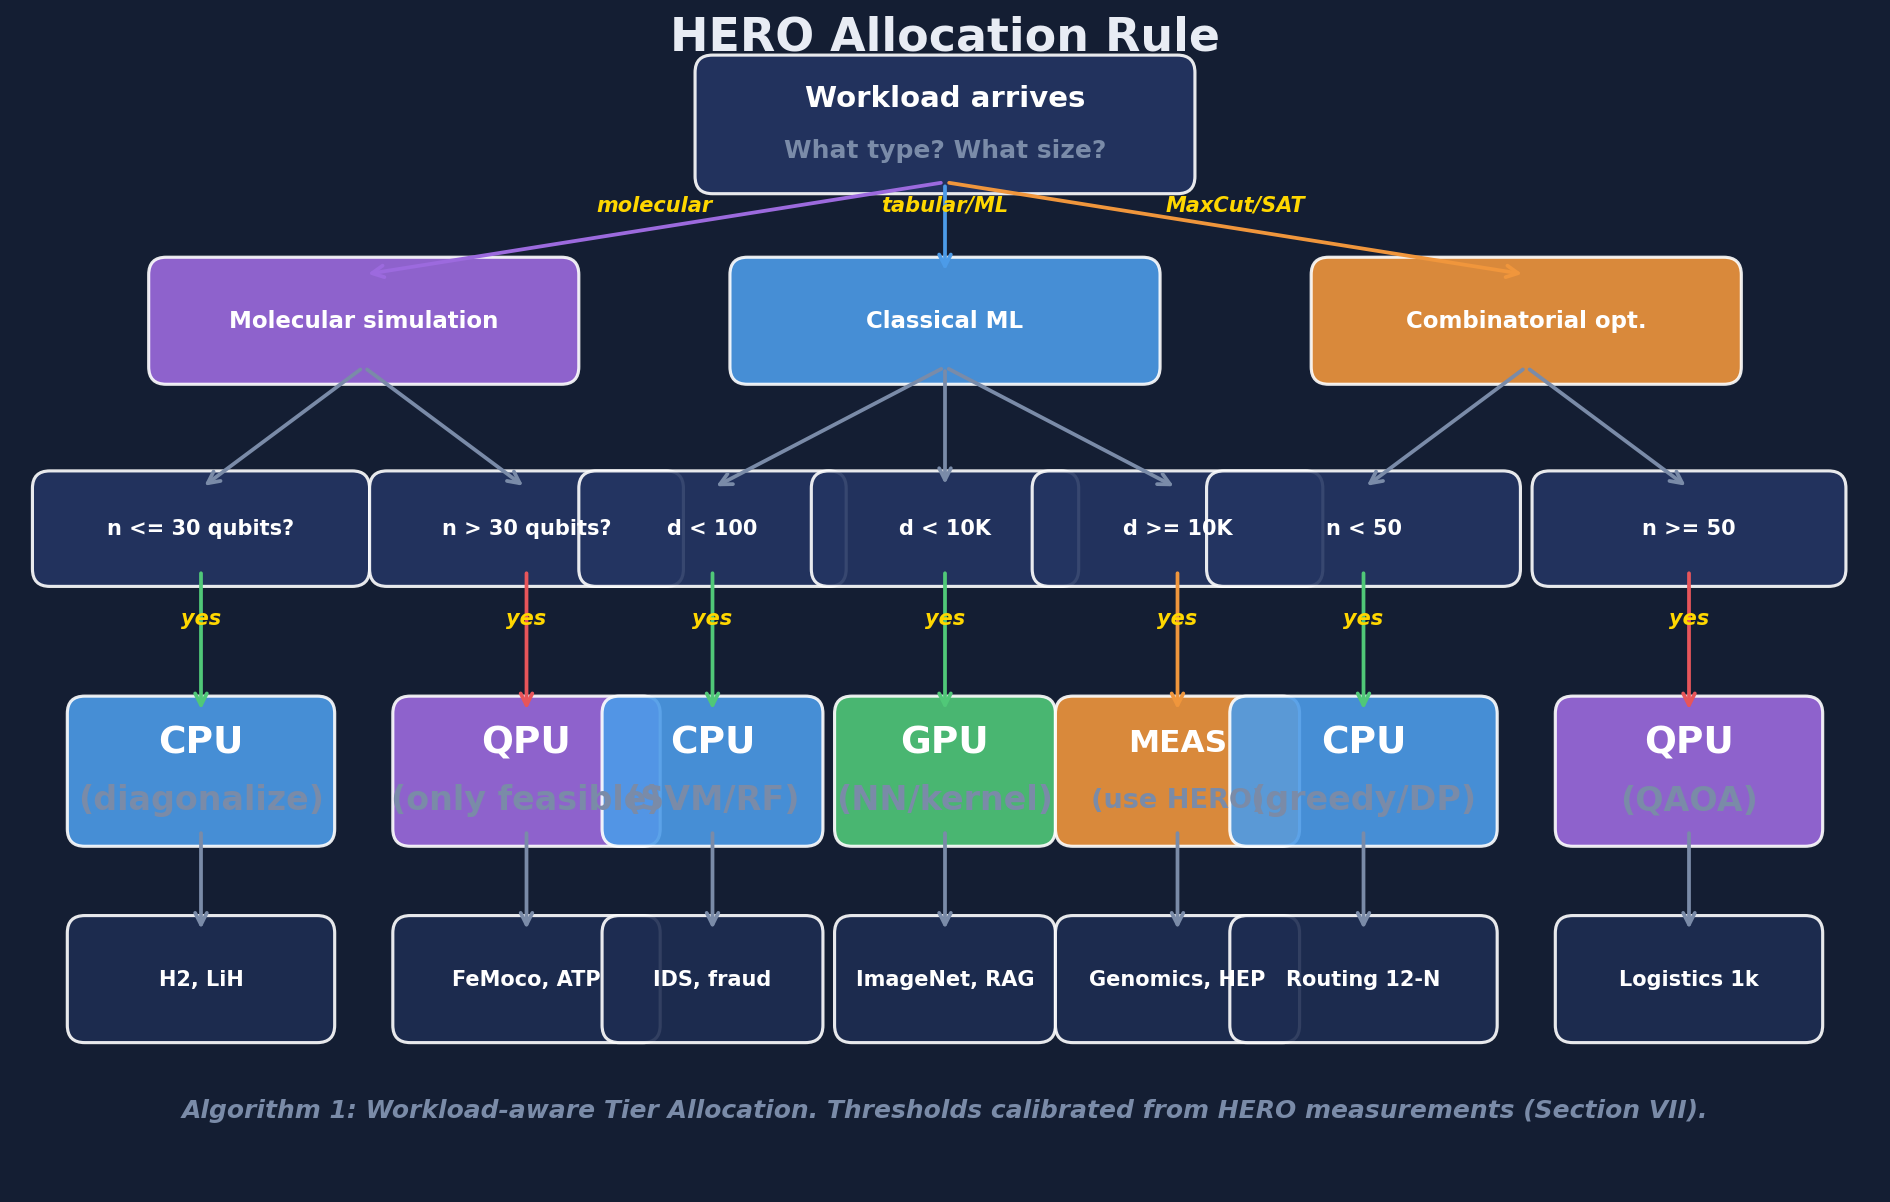 HERO Allocation Rule
Workload arrives
What type? What size?
molecular
tabular/ML
MaxCut/SAT
Molecular simulation
Classical ML
Combinatorial opt.
n <= 30 qubits?
n > 30 qubits?
d < 100
d < 10K
d >= 10K
n < 50
n >= 50
yes
yes
yes
yes
yes
yes
yes
CPU
QPU
CPU
GPU
MEAS
CPU
QPU
(diagonalize)
(only feasible)
(SVM/RF)
(NN/kernel)
(use HERO)
(greedy/DP)
(QAOA)
H2, LiH
FeMoco, ATP
IDS, fraud
ImageNet, RAG
Genomics, HEP
Routing 12-N
Logistics 1k
Algorithm 1: Workload-aware Tier Allocation. Thresholds calibrated from HERO measurements (Section VII).